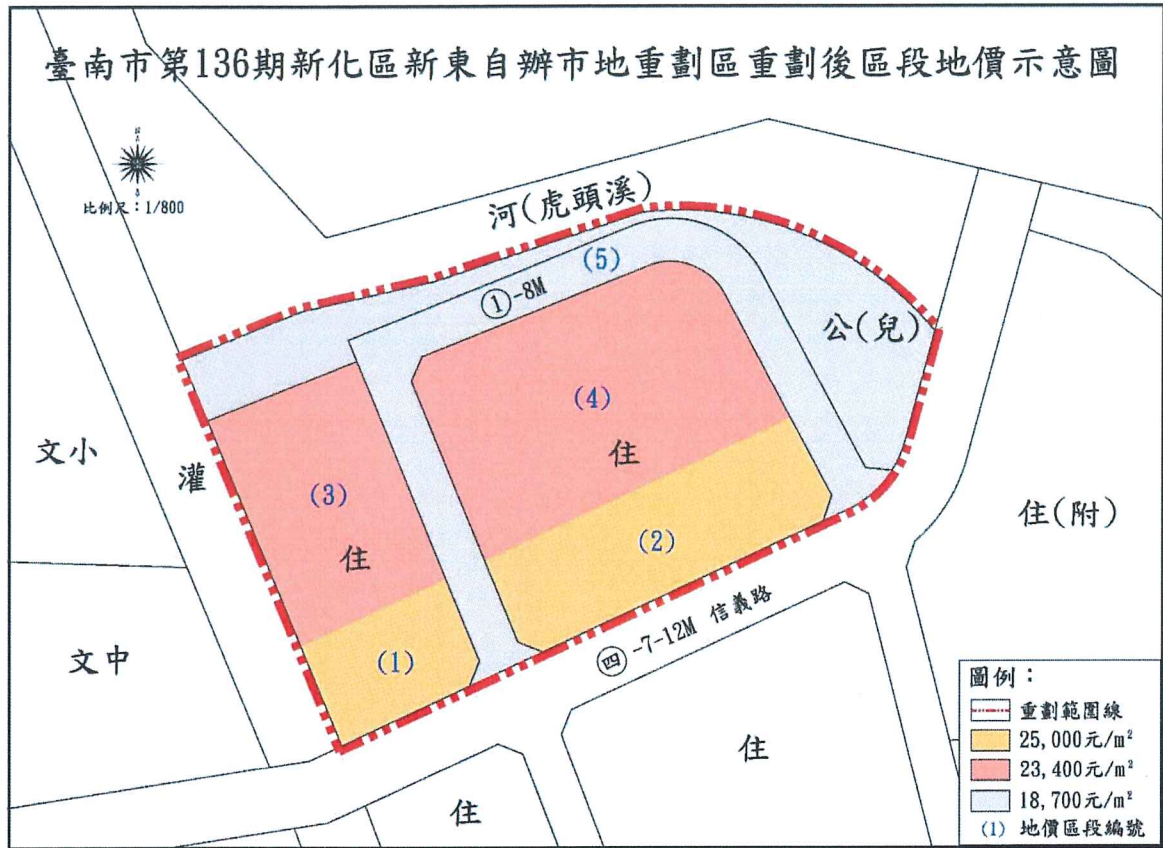 臺南市第136期新化區新東自辦市地重劃區重劃後區段地價示意圖
北
比例尺：1/800
河(虎頭溪)
(5)
①-8M
公(兒)
(4)
住
文小
灌
(3)
住
住(附)
(2)
(1)
文中
㊃-7-12M 信義路
住
住
圖例：
重劃範圍線
25,000元/m²
23,400元/m²
18,700元/m²
(1) 地價區段編號